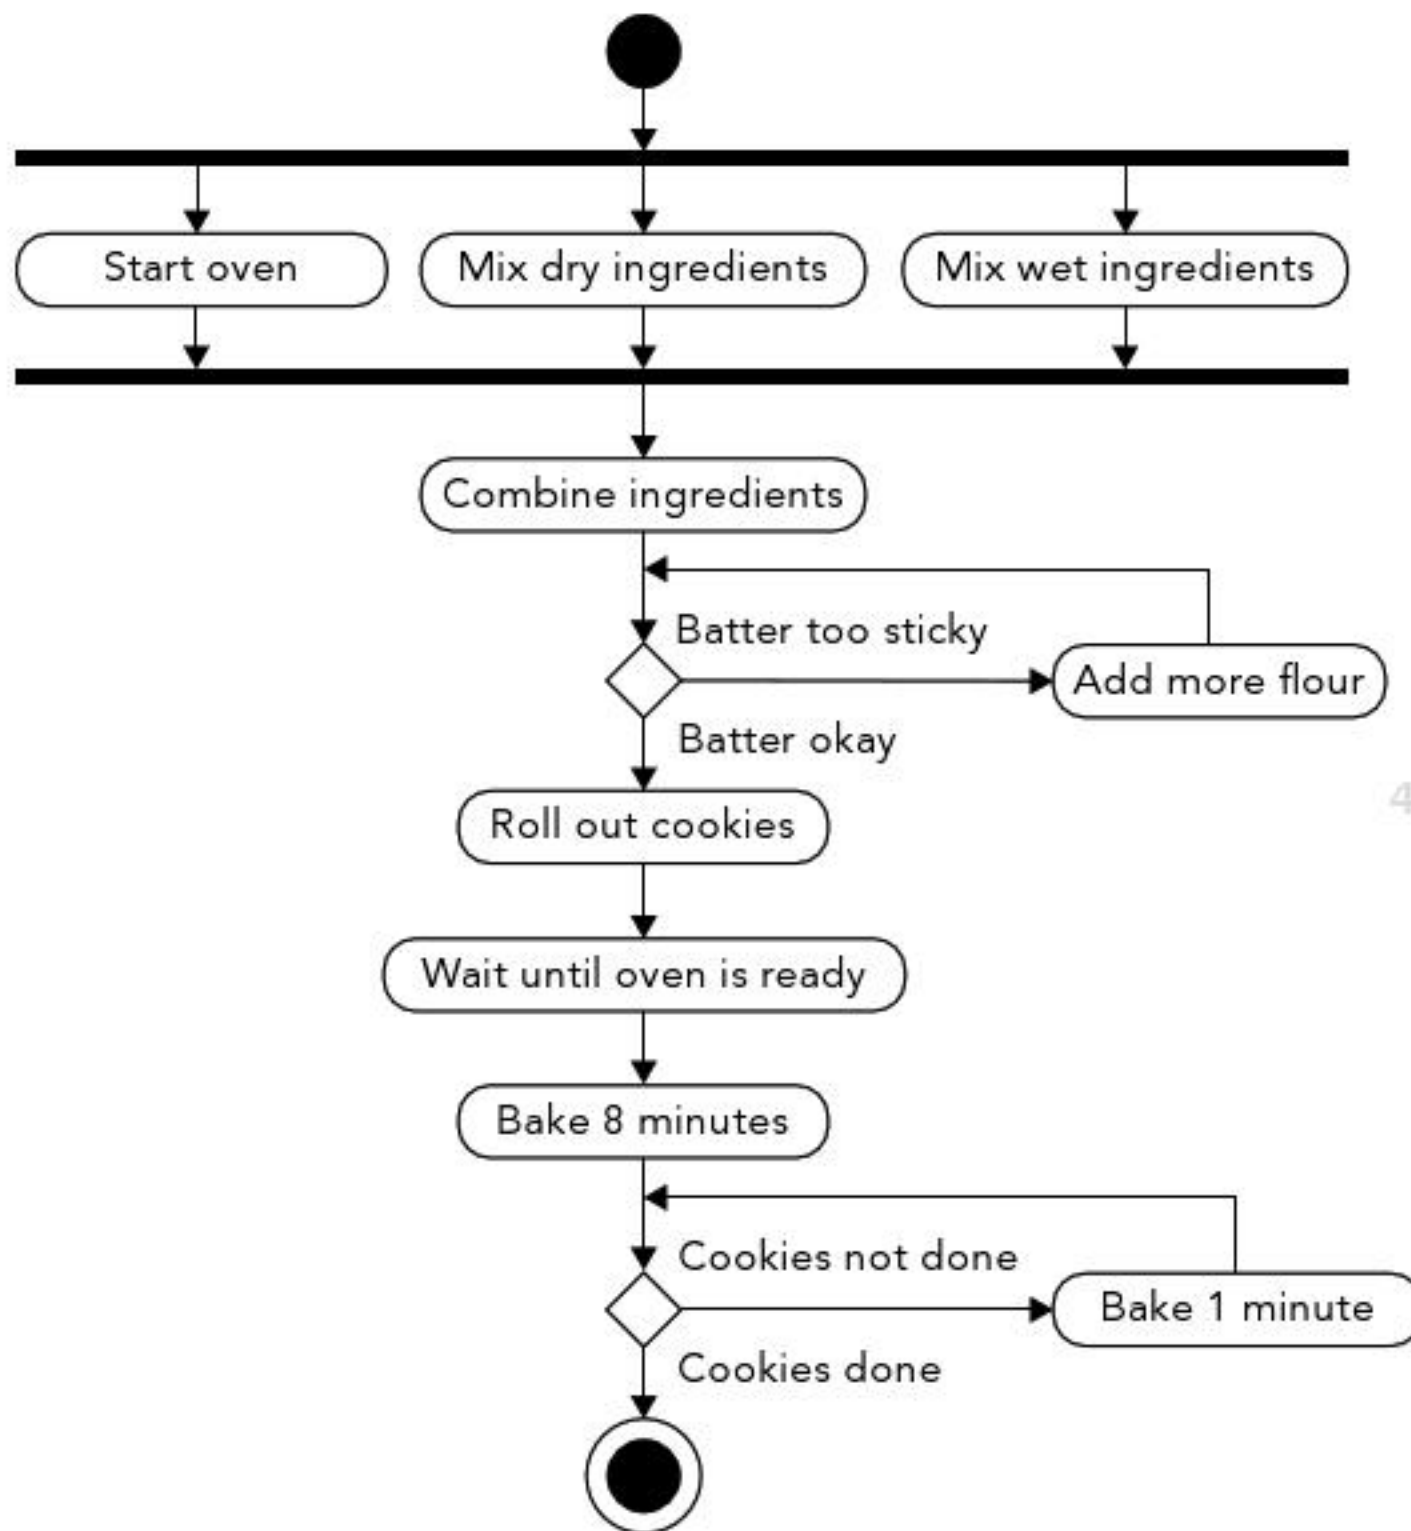 Start oven
Mix dry ingredients
Mix wet ingredients
Combine ingredients
Batter too sticky
Add more flour
Batter okay
4
Roll out cookies
Wait until oven is ready
Bake 8 minutes
Cookies not done
Bake 1 minute
Cookies done